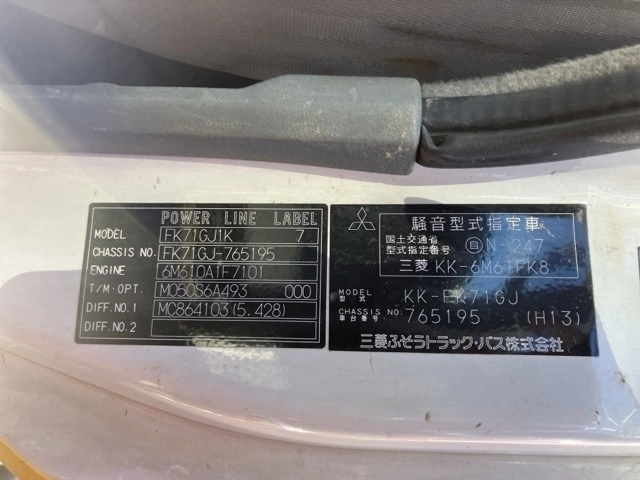 POWER LINE LABEL
MODEL FK71GJ1K 7
CHASSIS NO. FK71GJ-765195
ENGINE 6M610A1F7101
T/M-OPT. M050S6A493 000
DIFF.NO.1 MC864103(5.428)
DIFF.NO.2
騒音型式指定車
国土交通省
型式指定番号 自 N-247
三菱 KK-6M61FK8
MODEL
型式 KK-FK71GJ
CHASSIS NO.
車台番号 765195 (H13)
三菱ふそうトラック・バス株式会社